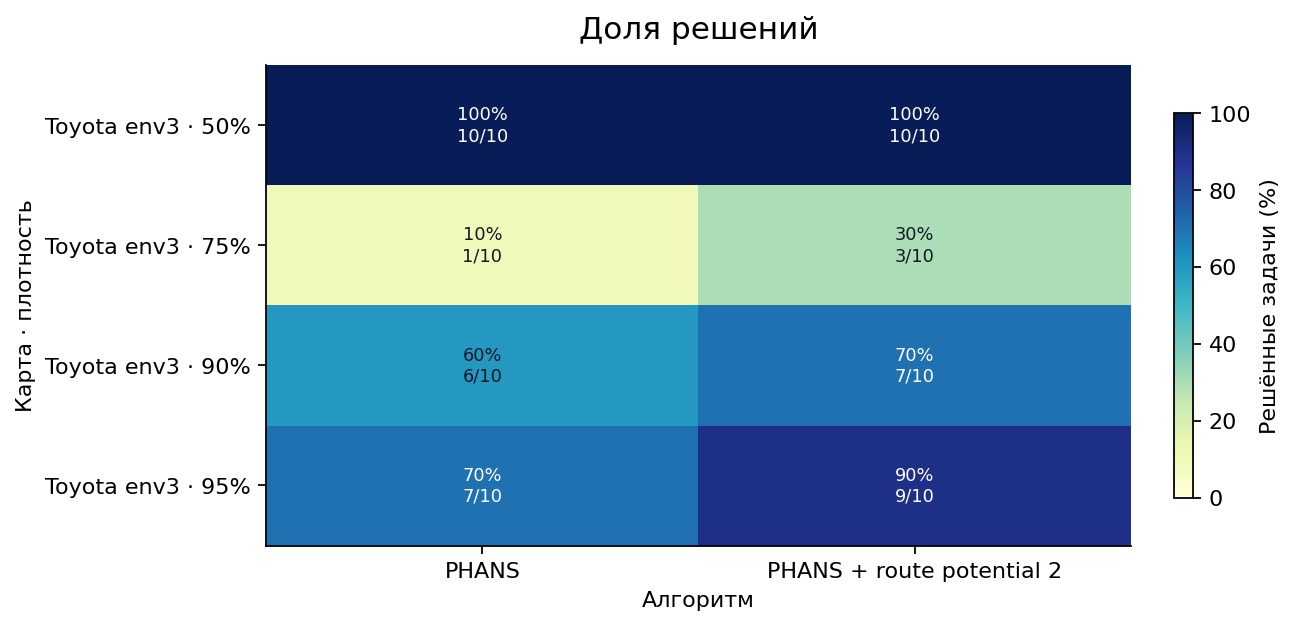 Доля решений
Карта · плотность
Toyota env3 · 50%
100%
10/10
100%
10/10
Toyota env3 · 75%
10%
1/10
30%
3/10
Toyota env3 · 90%
60%
6/10
70%
7/10
Toyota env3 · 95%
70%
7/10
90%
9/10
PHANS
PHANS + route potential 2
Алгоритм
100
80
60
40
20
0
Решённые задачи (%)